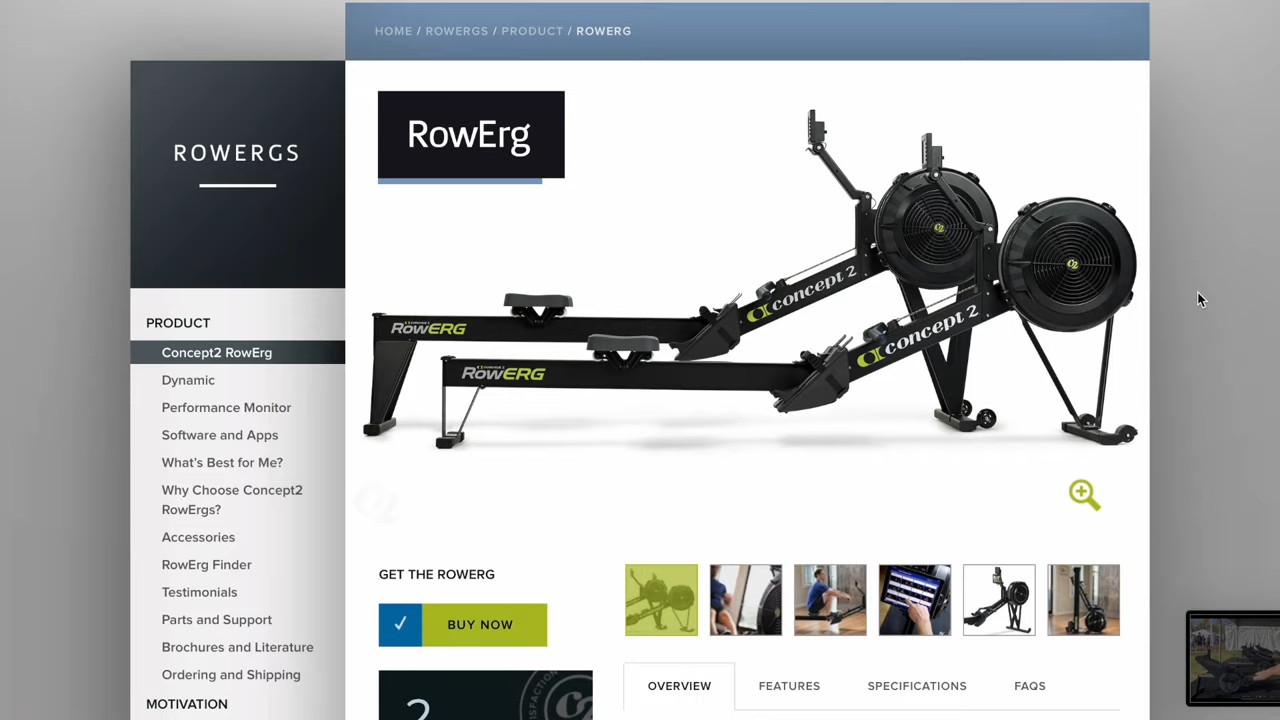 HOME / ROWERGS / PRODUCT / ROWERG
ROWERGS
RowErg
concept 2
RowERG
concept 2
RowERG
PRODUCT
Concept2 RowErg
Dynamic
Performance Monitor
Software and Apps
What's Best for Me?
Why Choose Concept2
RowErgs?
Accessories
RowErg Finder
Testimonials
Parts and Support
Brochures and Literature
Ordering and Shipping
MOTIVATION
GET THE ROWERG
BUY NOW
OVERVIEW
FEATURES
SPECIFICATIONS
FAQS